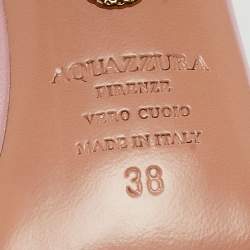 AQUAZZURA
FIRENZE
VERO CUOIO
MADE IN ITALY
38